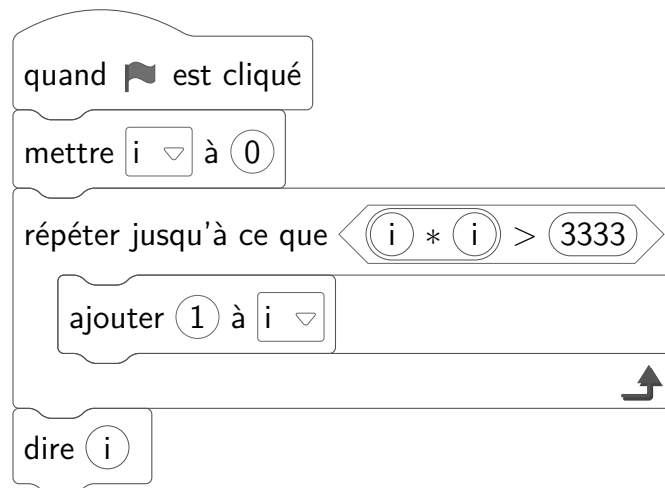 quand est cliqué
mettre i à 0
répéter jusqu'à ce que i * i > 3333
ajouter 1 à i
dire i